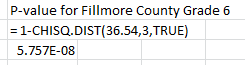 P-value for Fillmore County Grade 6
=1-CHISQ.DIST(36.54,3,TRUE)
5.757E-08